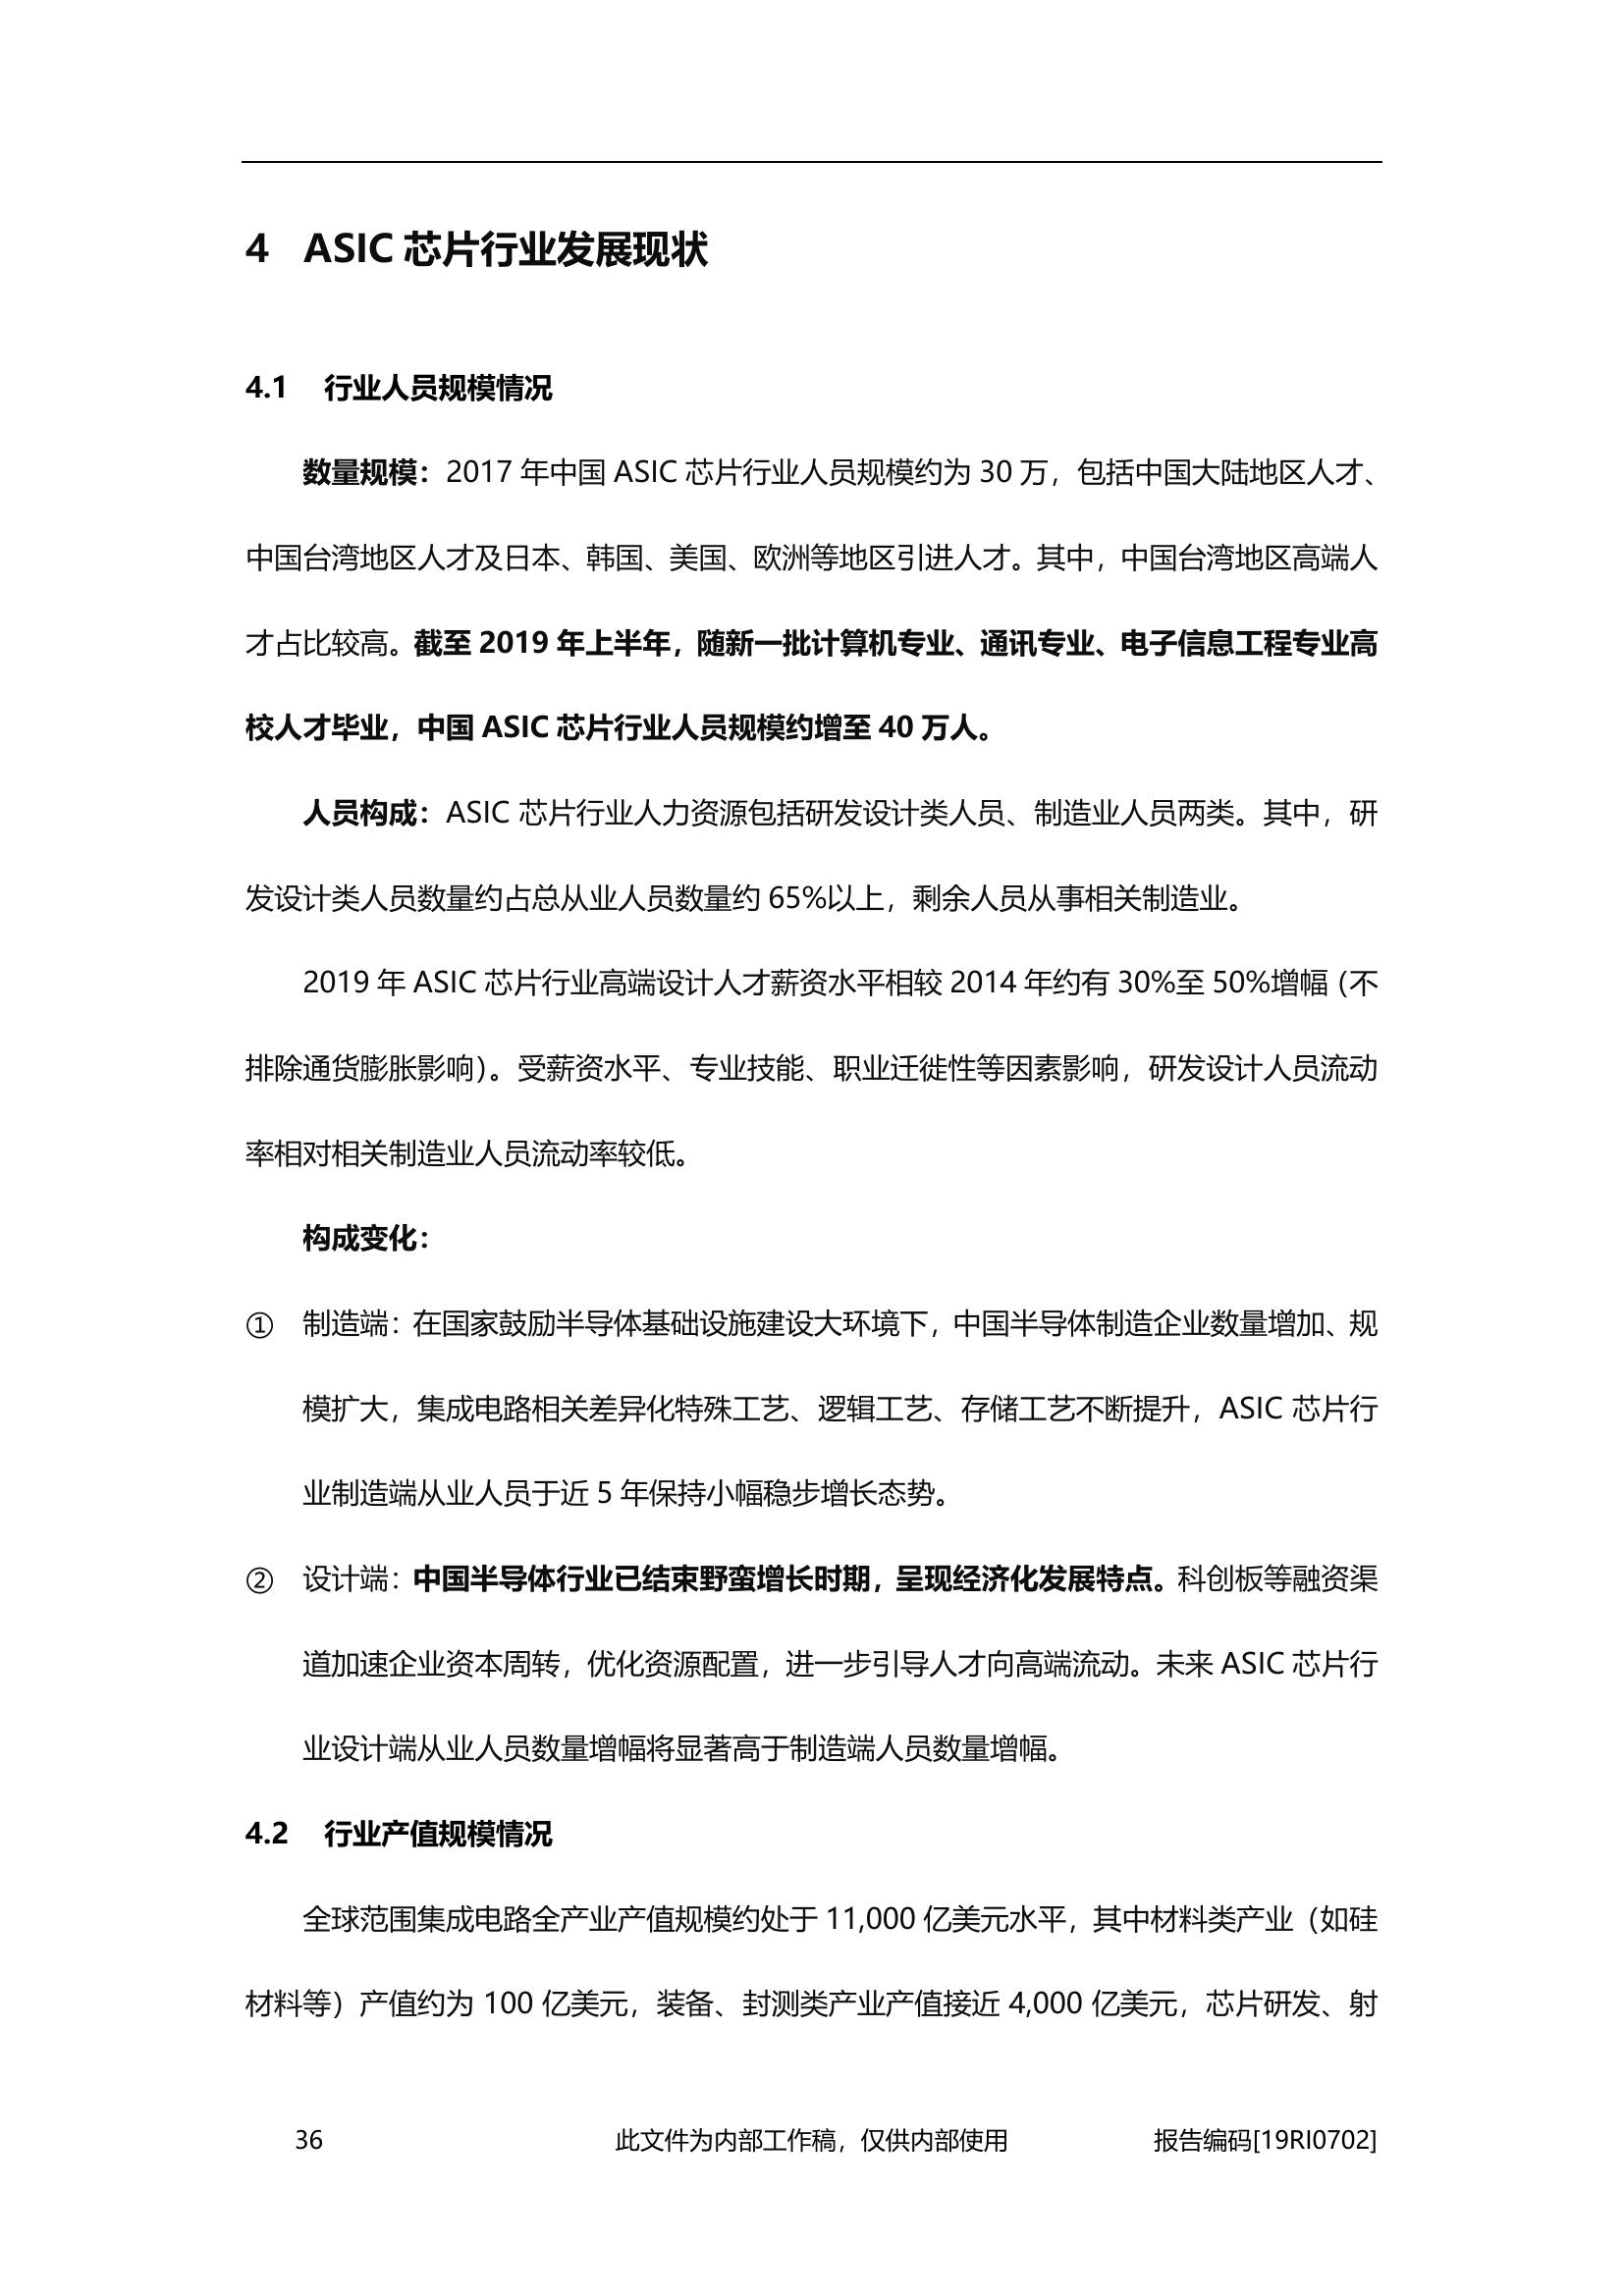 4 ASIC 芯片行业发展现状
4.1 行业人员规模情况
数量规模：2017 年中国 ASIC 芯片行业人员规模约为 30 万，包括中国大陆地区人才、
中国台湾地区人才及日本、韩国、美国、欧洲等地区引进人才。其中，中国台湾地区高端人
才占比较高。截至 2019 年上半年，随新一批计算机专业、通讯专业、电子信息工程专业高
校人才毕业，中国 ASIC 芯片行业人员规模约增至 40 万人。
人员构成：ASIC 芯片行业人力资源包括研发设计类人员、制造业人员两类。其中，研
发设计类人员数量约占总从业人员数量约 65%以上，剩余人员从事相关制造业。
2019 年 ASIC 芯片行业高端设计人才薪资水平相较 2014 年约有 30%至 50%增幅（不
排除通货膨胀影响）。受薪资水平、专业技能、职业迁徙性等因素影响，研发设计人员流动
率相对相关制造业人员流动率较低。
构成变化：
① 制造端：在国家鼓励半导体基础设施建设大环境下，中国半导体制造企业数量增加、规
模扩大，集成电路相关差异化特殊工艺、逻辑工艺、存储工艺不断提升，ASIC 芯片行
业制造端从业人员于近 5 年保持小幅稳步增长态势。
② 设计端：中国半导体行业已结束野蛮增长时期，呈现经济化发展特点。科创板等融资渠
道加速企业资本周转，优化资源配置，进一步引导人才向高端流动。未来 ASIC 芯片行
业设计端从业人员数量增幅将显著高于制造端人员数量增幅。
4.2 行业产值规模情况
全球范围集成电路全产业产值规模约处于 11,000 亿美元水平，其中材料类产业（如硅
材料等）产值约为 100 亿美元，装备、封测类产业产值接近 4,000 亿美元，芯片研发、射
36 此文件为内部工作稿，仅供内部使用 报告编码[19RI0702]